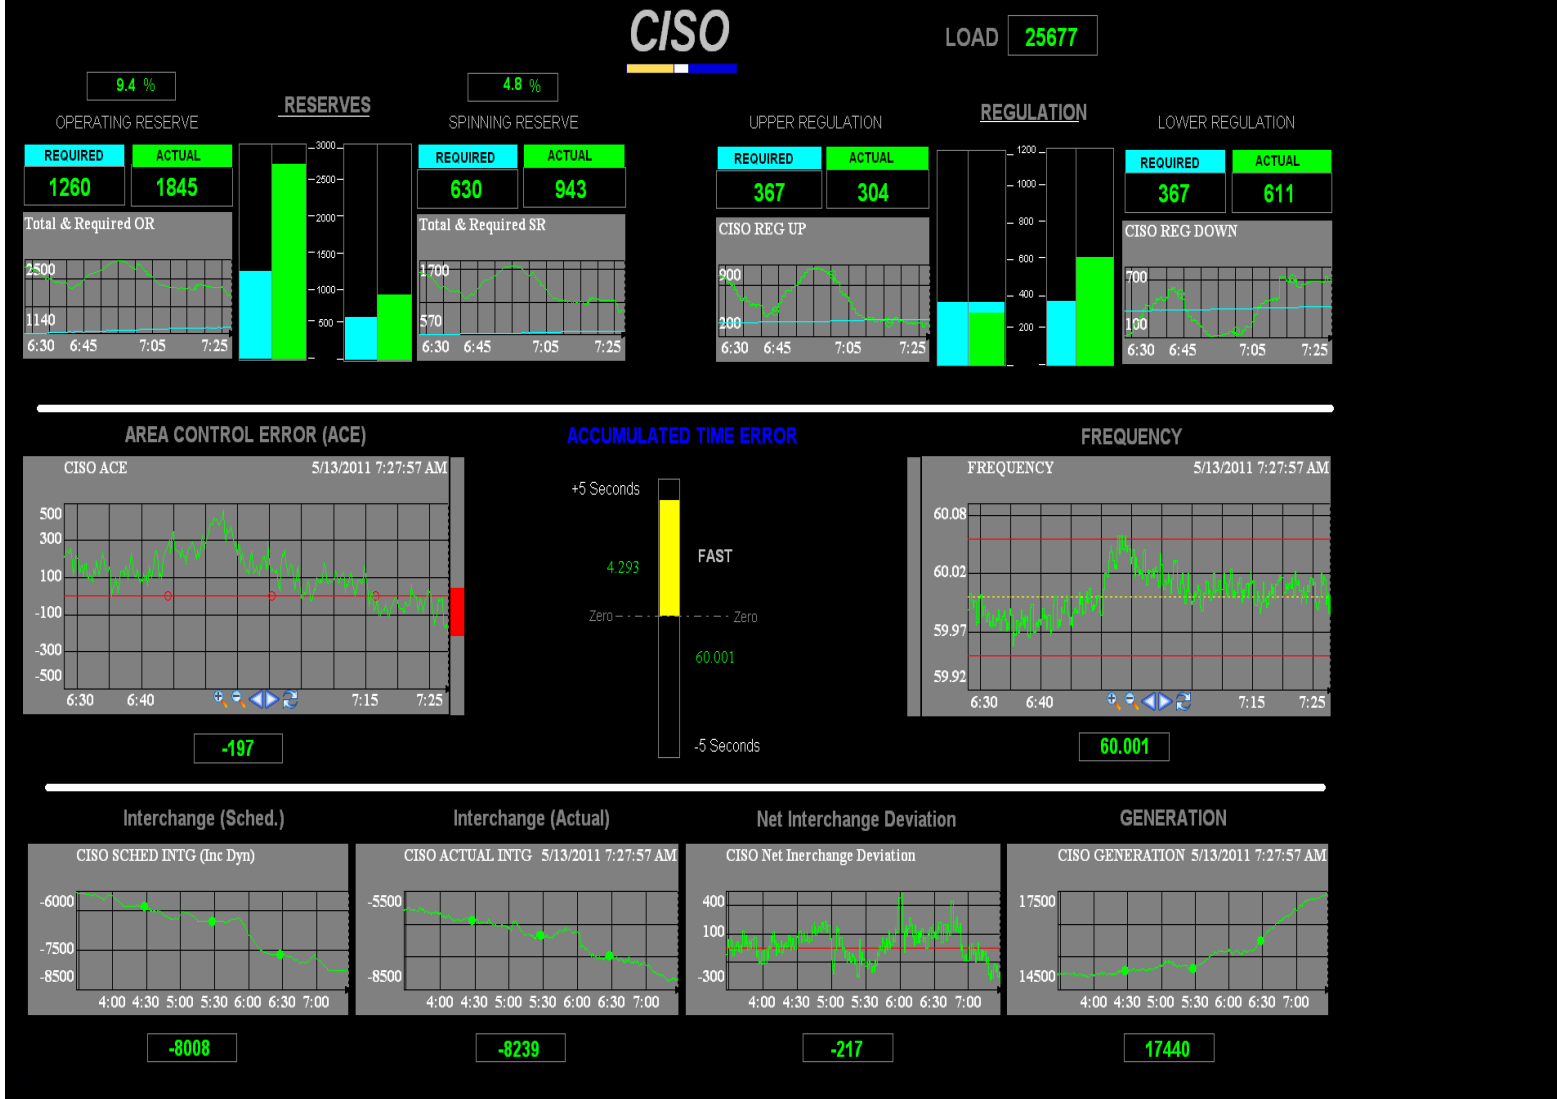 CISO
LOAD 25677
9.4 %
OPERATING RESERVE
REQUIRED ACTUAL
1260 1845
Total & Required OR
2500
1140
6:30 6:45 7:05 7:25
RESERVES
3000
2500
2000
1500
1000
500
4.8 %
SPINNING RESERVE
REQUIRED ACTUAL
630 943
Total & Required SR
1700
570
6:30 6:45 7:05 7:25
UPPER REGULATION
REQUIRED ACTUAL
367 304
CISO REG UP
900
200
6:30 6:45 7:05 7:25
REGULATION
1200
1000
800
600
400
200
LOWER REGULATION
REQUIRED ACTUAL
367 611
CISO REG DOWN
700
100
6:30 6:45 7:05 7:25
AREA CONTROL ERROR (ACE)
CISO ACE 5/13/2011 7:27:57 AM
500
300
100
-100
-300
-500
6:30 6:40 7:15 7:25
-197
ACCUMULATED TIME ERROR
+5 Seconds
FAST
4.293
Zero Zero
60.001
-5 Seconds
FREQUENCY
FREQUENCY 5/13/2011 7:27:57 AM
60.08
60.02
59.97
59.92
6:30 6:40 7:15 7:25
60.001
Interchange (Sched.)
CISO SCHED INTG (Inc Dyn)
-6000
-7500
-8500
4:00 4:30 5:00 5:30 6:00 6:30 7:00
-8008
Interchange (Actual)
CISO ACTUAL INTG 5/13/2011 7:27:57 AM
-5500
-8500
4:00 4:30 5:00 5:30 6:00 6:30 7:00
-8239
Net Interchange Deviation
CISO Net Inerchange Deviation
400
100
-300
4:00 4:30 5:00 5:30 6:00 6:30 7:00
-217
GENERATION
CISO GENERATION 5/13/2011 7:27:57 AM
17500
14500
4:00 4:30 5:00 5:30 6:00 6:30 7:00
17440